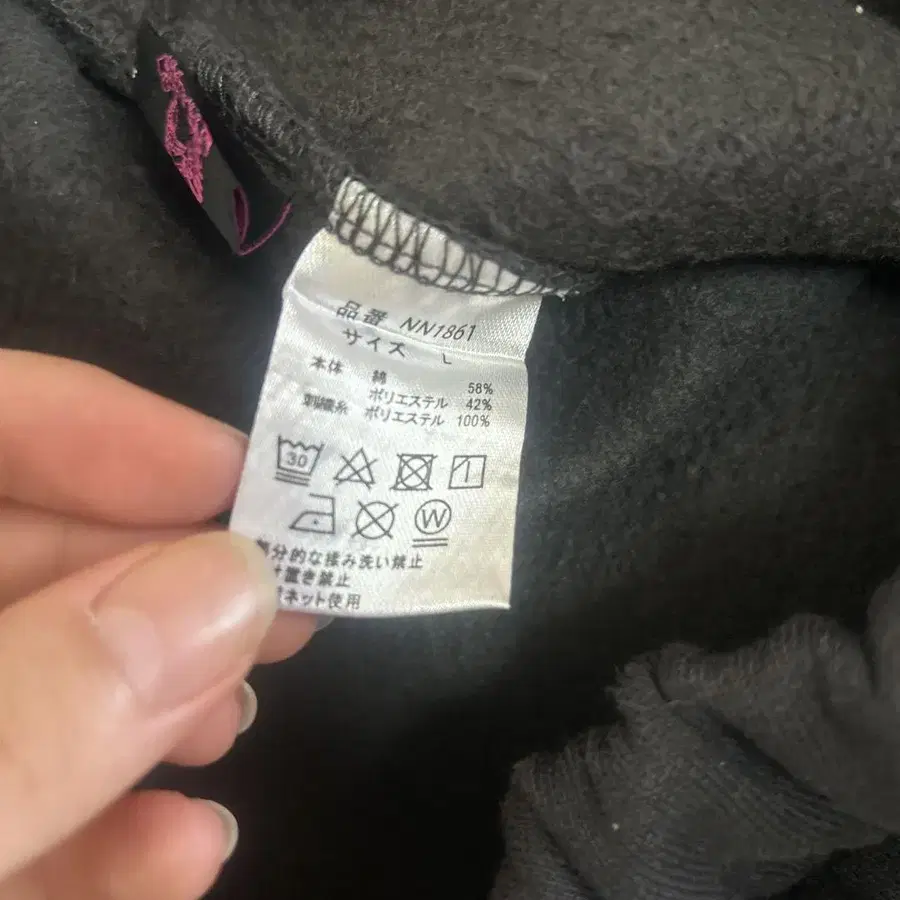 品番 NN1861
サイズ L
本体 綿 58%
ポリエステル 42%
刺繍糸 ポリエステル 100%
30
W
分的な揉み洗い禁止
け置き禁止
ネット使用